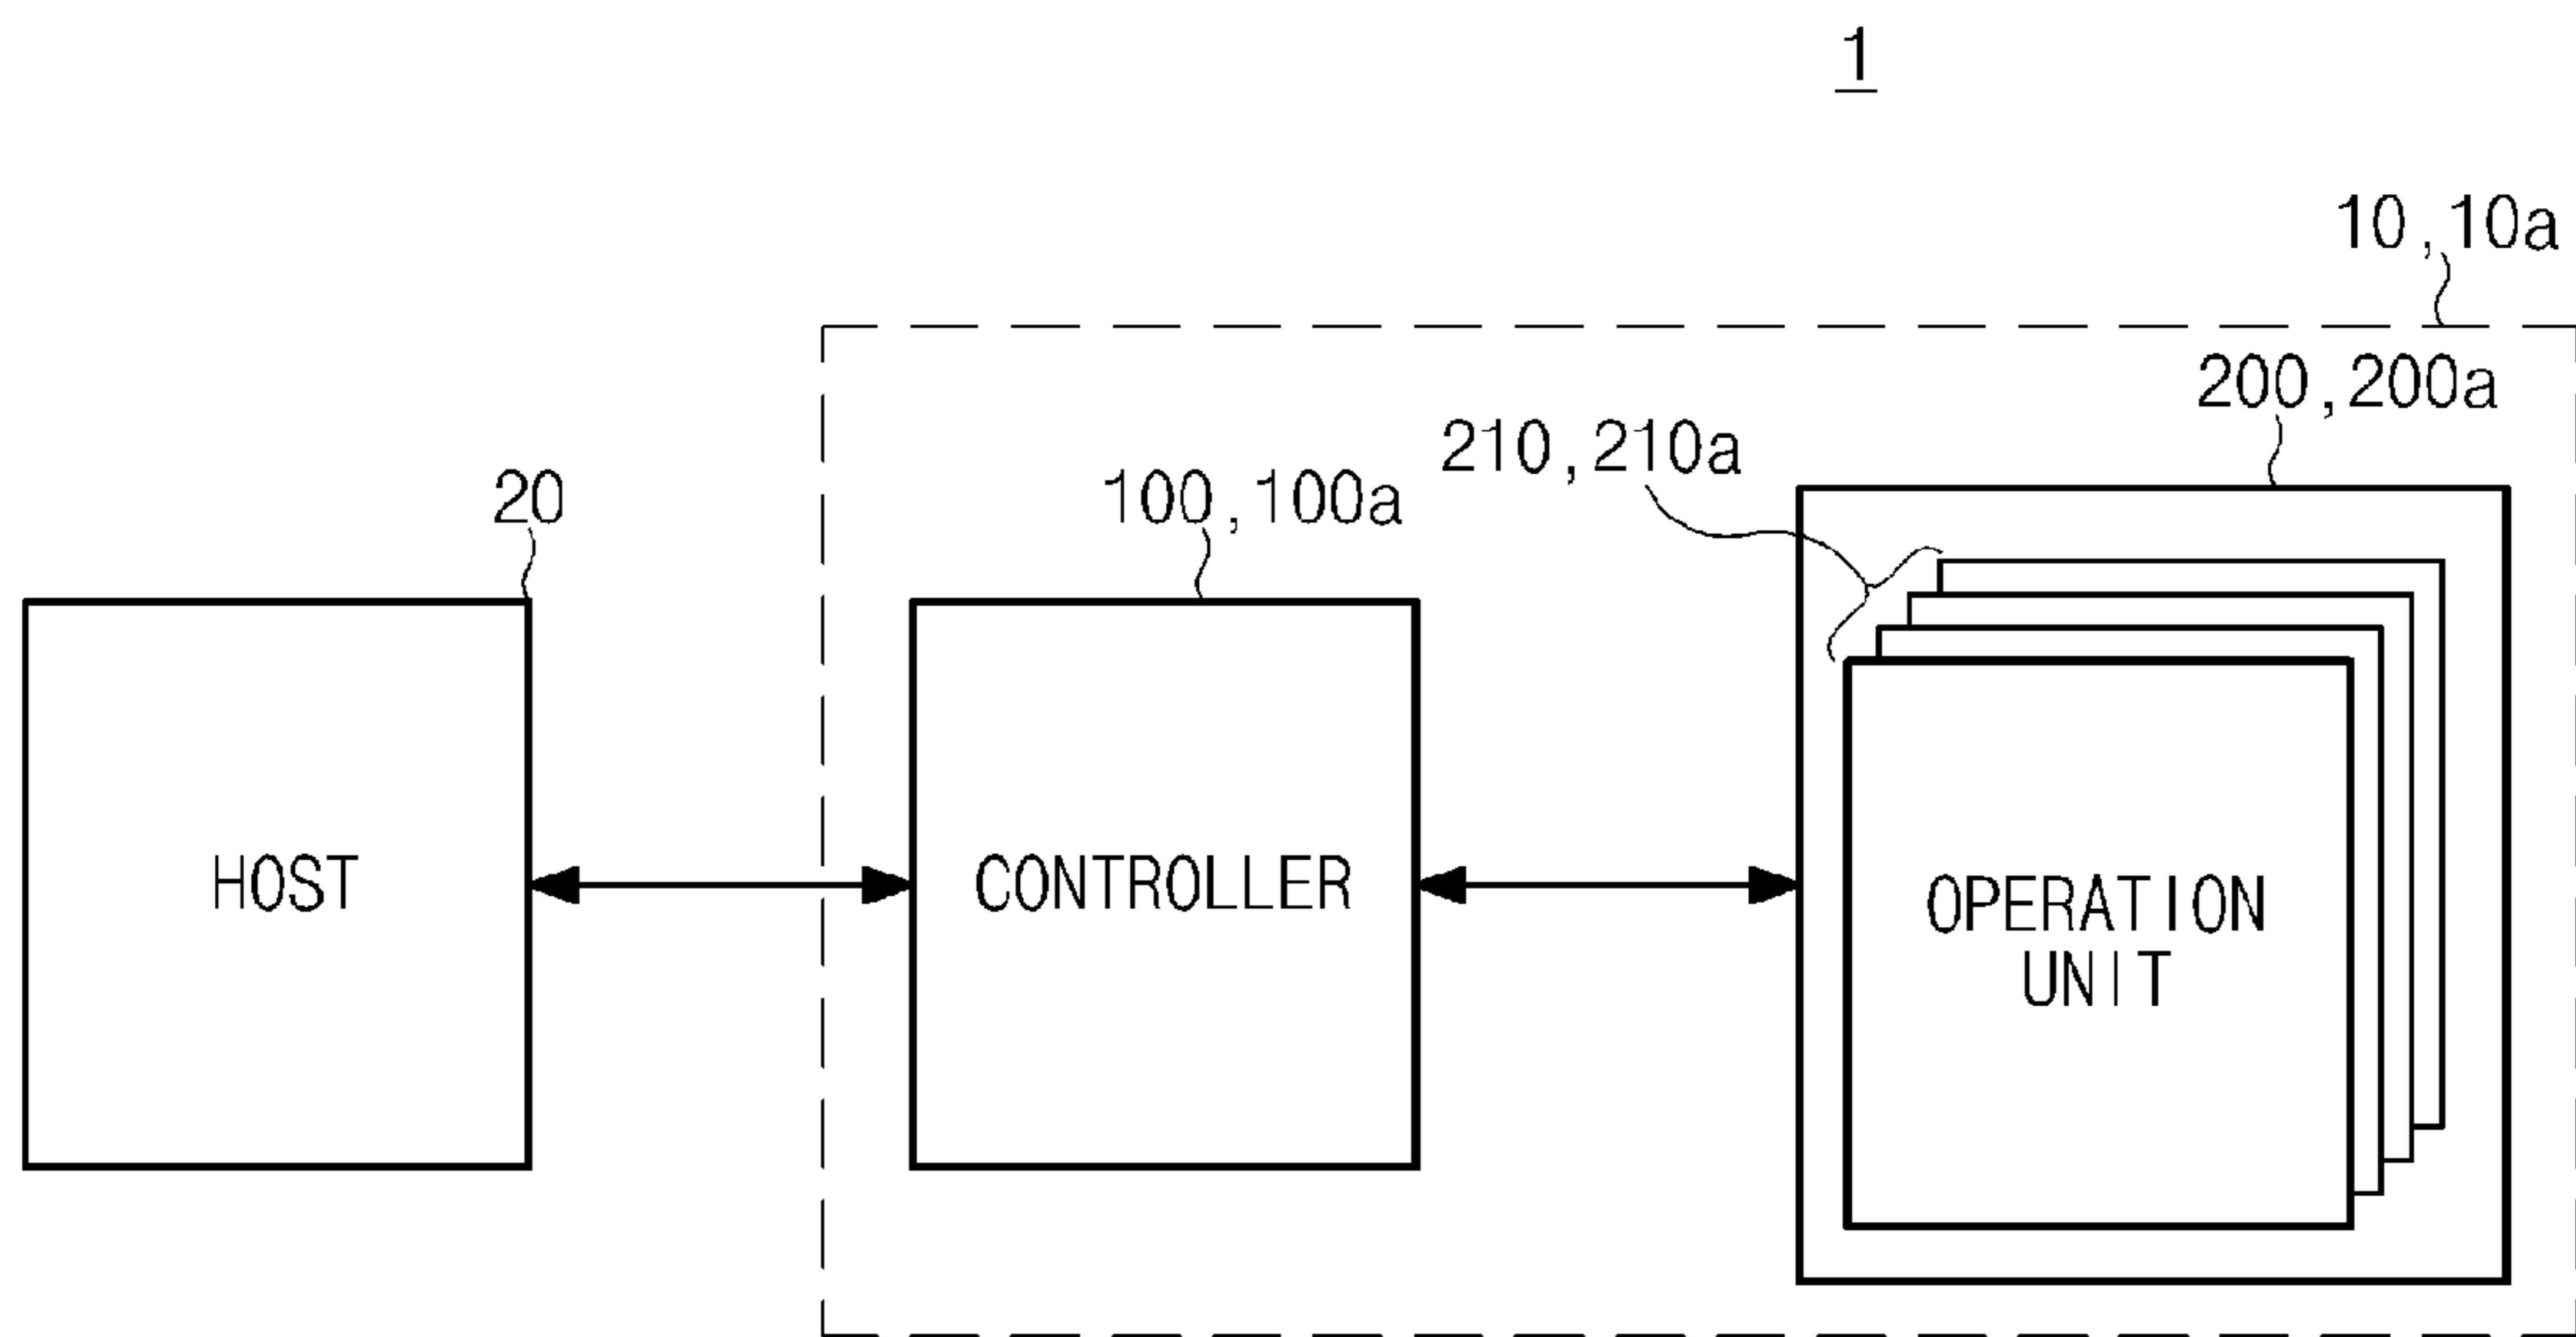 1
10,10a
200,200a
210,210a
20
100,100a
HOST
CONTROLLER
OPERATION
UNIT